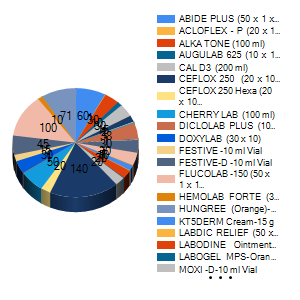 ABIDE PLUS (50 x 1 x..
ACLOFLEX - P (20 x 1..
ALKA TONE (100 ml)
AUGULAB 625 (10 x 1..
CAL D3 (200 ml)
CEFLOX 250 (20 x 10..
CEFLOX 250 Hexa (20
x 10..
CHERRY LAB (100 ml)
DICLOLAB PLUS (10..
DOXYLAB (30 x 10)
FESTIVE -10 ml Vial
FESTIVE-D -10 ml Vial
FLUCOLAB -150 (50 x
1 x 1...
HEMOLAB FORTE (3...
HUNGREE (Orange)-...
KT5DERM Cream-15 g
LABDIC RELIEF (50 x..
LABODINE Ointment..
LABOGEL MPS-Oran..
MOXI -D-10 ml Vial
• • •
10
71
60
100
45
50
20
140